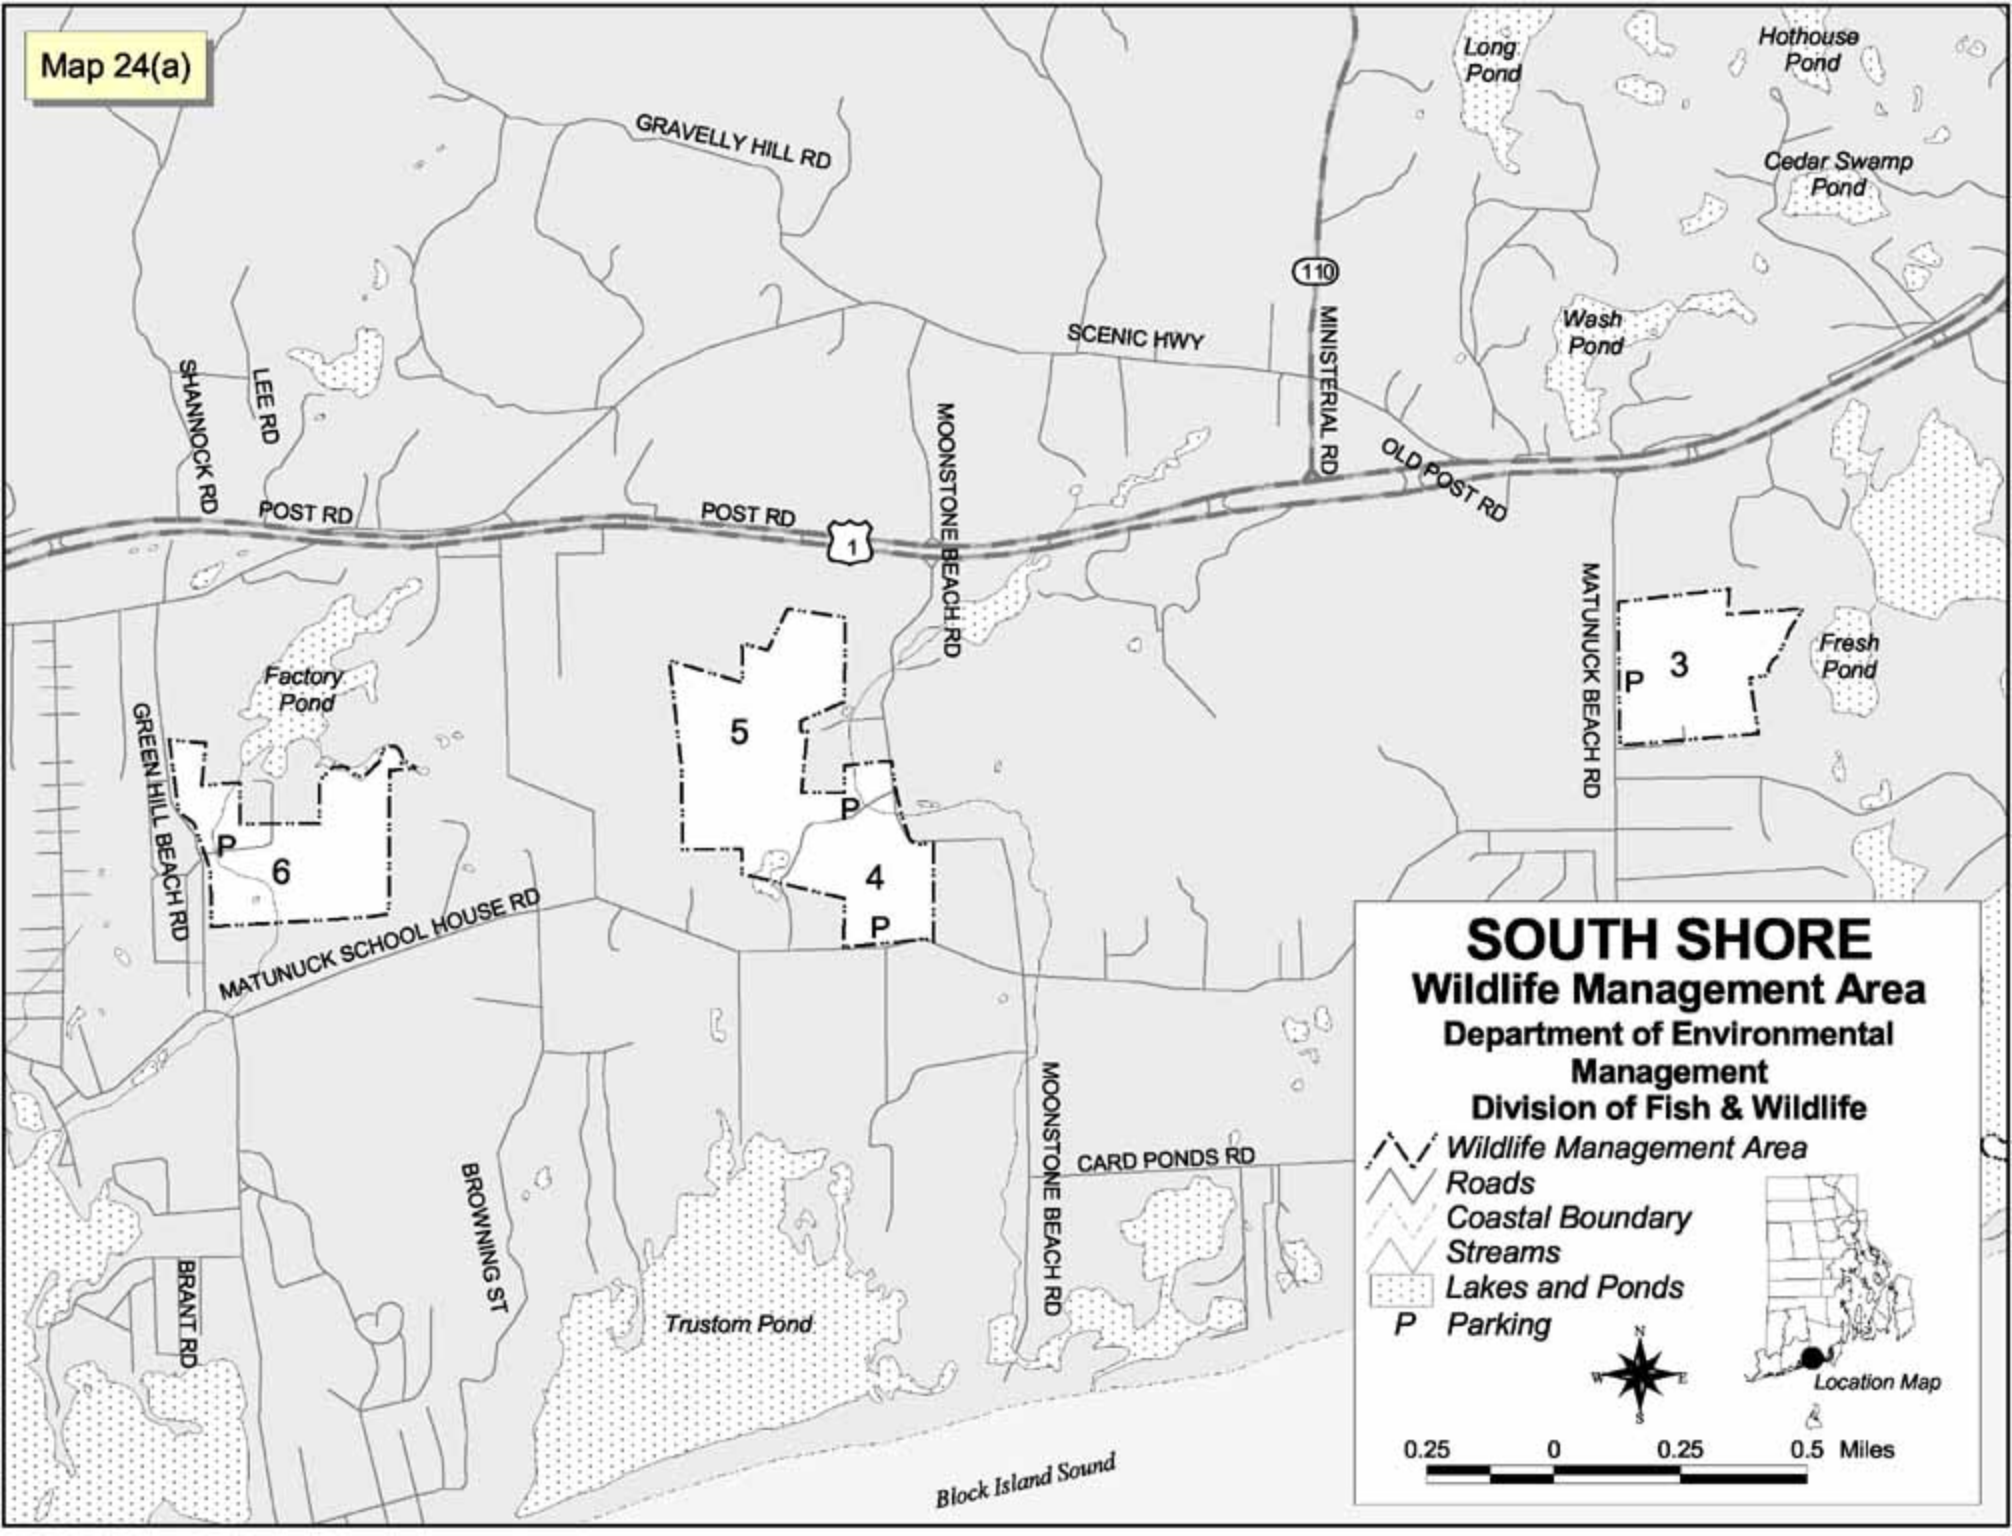 Map 24(a)
Long
Pond
Hothouse
Pond
GRAVELLY HILL RD
Cedar Swamp
Pond
110
MINISTERIAL RD
Wash
Pond
SCENIC HWY
SHANNOCK RD
LEE RD
MOONSTONE BEACH RD
OLD POST RD
POST RD
POST RD
1
MATUNUCK BEACH RD
Factory
Pond
GREEN HILL BEACH RD
5
3
P
Fresh
Pond
P
P
6
4
P
MATUNUCK SCHOOL HOUSE RD
MOONSTONE BEACH RD
CARD PONDS RD
BROWNING ST
BRANT RD
Trustom Pond
Block Island Sound
SOUTH SHORE
Wildlife Management Area
Department of Environmental
Management
Division of Fish & Wildlife
Wildlife Management Area
Roads
Coastal Boundary
Streams
Lakes and Ponds
P Parking
N
W E
S
Location Map
0.25 0 0.25 0.5 Miles